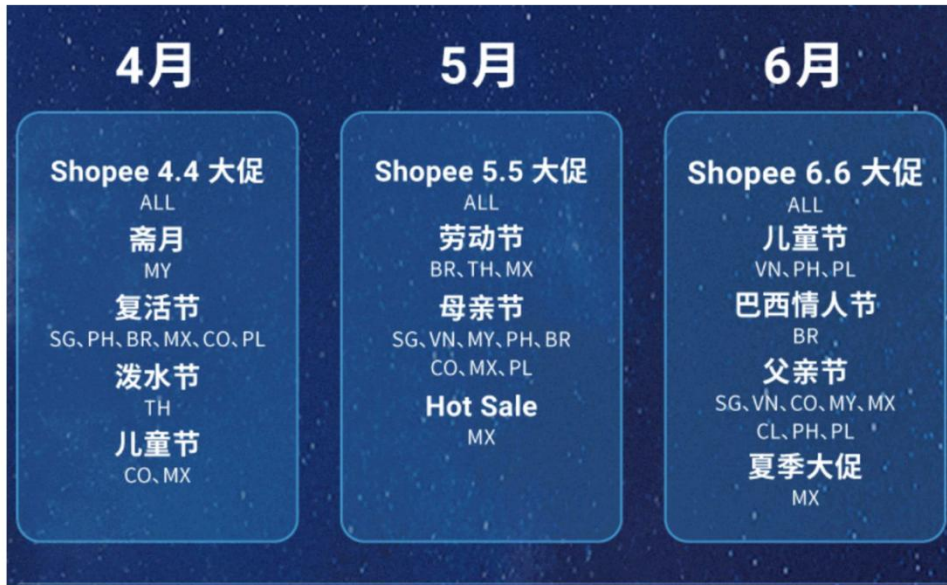 4月
Shopee 4.4 大促
ALL
斋月
MY
复活节
SG、PH、BR、MX、CO、PL
泼水节
TH
儿童节
CO、MX
5月
Shopee 5.5 大促
ALL
劳动节
BR、TH、MX
母亲节
SG、VN、MY、PH、BR
CO、MX、PL
Hot Sale
MX
6月
Shopee 6.6 大促
ALL
儿童节
VN、PH、PL
巴西情人节
BR
父亲节
SG、VN、CO、MY、MX
CL、PH、PL
夏季大促
MX